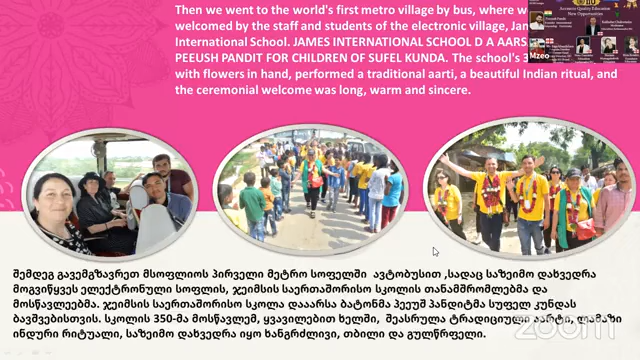 Then we went to the world's first metro village by bus, where w
welcomed by the staff and students of the electronic village, Jan
International School. JAMES INTERNATIONAL SCHOOL D A AARS
PEEUSH PANDIT FOR CHILDREN OF SUFEL KUNDA. The school's 3
with flowers in hand, performed a traditional aarti, a beautiful Indian ritual, and
the ceremonial welcome was long, warm and sincere.
Mzeo
შემდეგ გავემგზავრეთ მსოფლიოს პირველი მეტრო სოფელში ავტობუსით ,სადაც საზეიმო დახვედრა
მოგვიწყვეს ელექტრონული სოფლის, ჯეიმსის საერთაშორისო სკოლის თანამშრომლებმა და
მოსწავლეებმა. ჯეიმსის საერთაშორისო სკოლა დააარსა ბატონმა პეეუშ პანდიტმა სუფელ კუნდას
ბავშვებისთვის. სკოლის 350-მა მოსწავლემ, ყვავილებით ხელში, შეასრულა ტრადიციული აარტი, ლამაზი
ინდური რიტუალი, საზეიმო დახვედრა იყო ხანგრძლივი, თბილი და გულწრფელი.
zoom